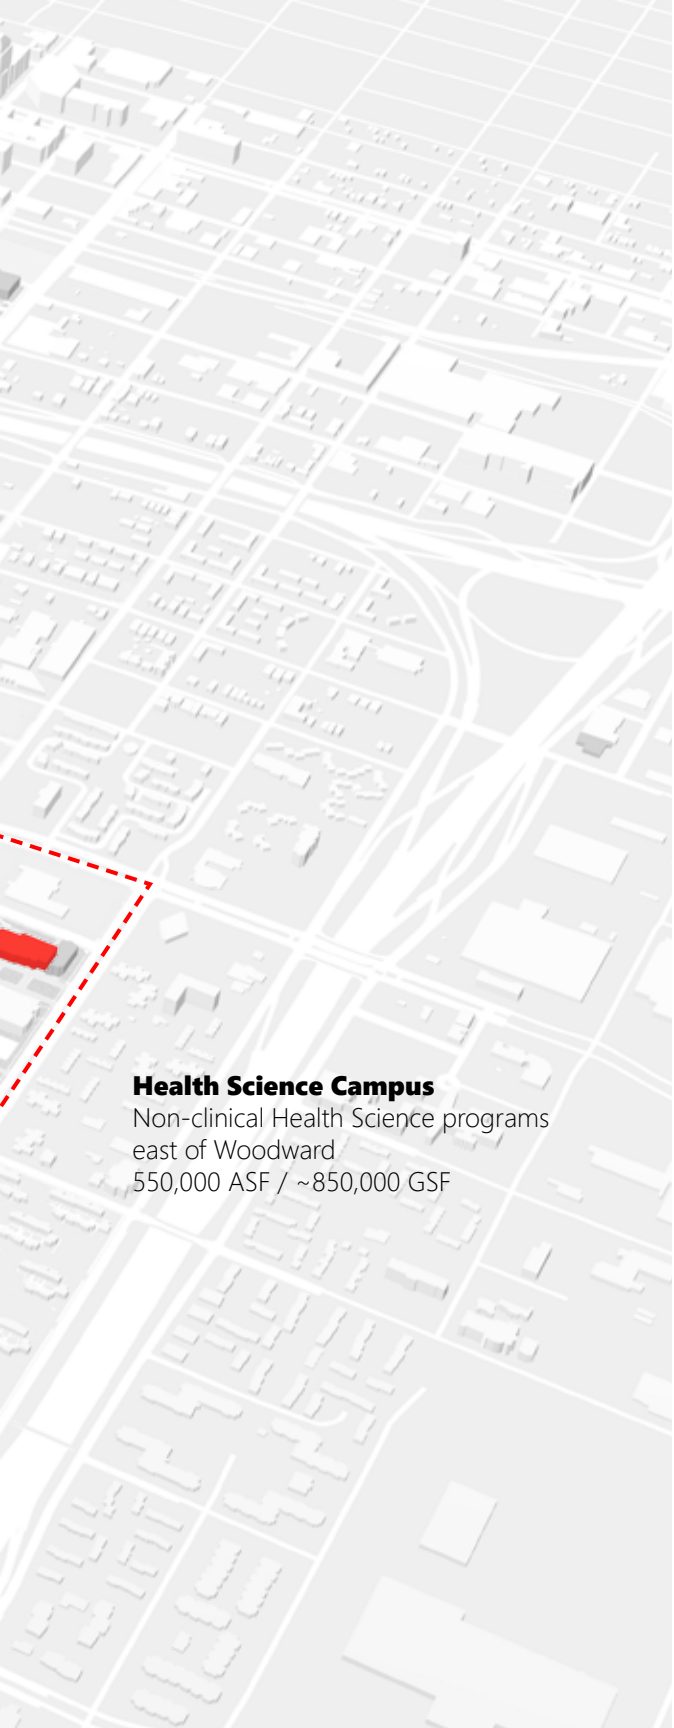 Health Science Campus
Non-clinical Health Science programs
east of Woodward
550,000 ASF / ~850,000 GSF